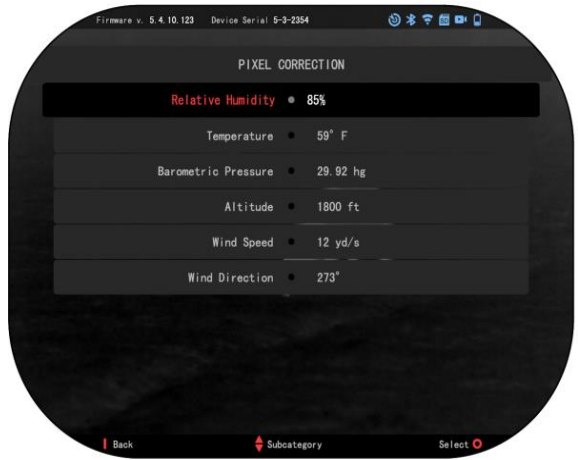 Firmware v. 5.4.10.123 Device Serial 5-3-2354
PIXEL CORRECTION
Relative Humidity 85%
Temperature 59° F
Barometric Pressure 29.92 hg
Altitude 1800 ft
Wind Speed 12 yd/s
Wind Direction 273°
Back Subcategory Select